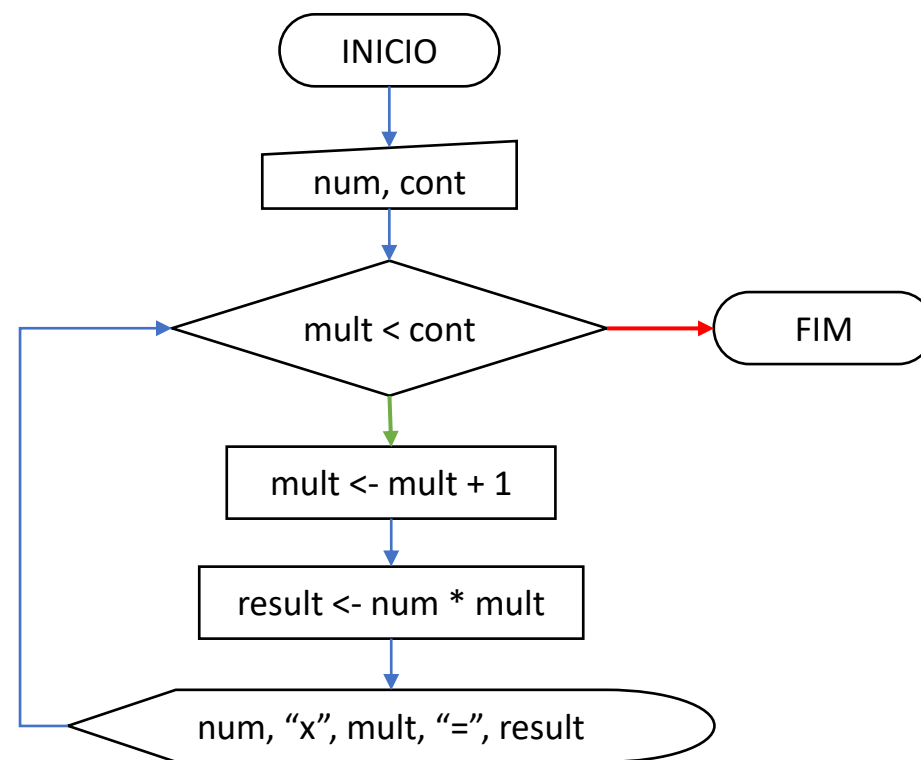 INICIO
num, cont
mult < cont
FIM
mult <- mult + 1
result <- num * mult
num, “x”, mult, “=”, result